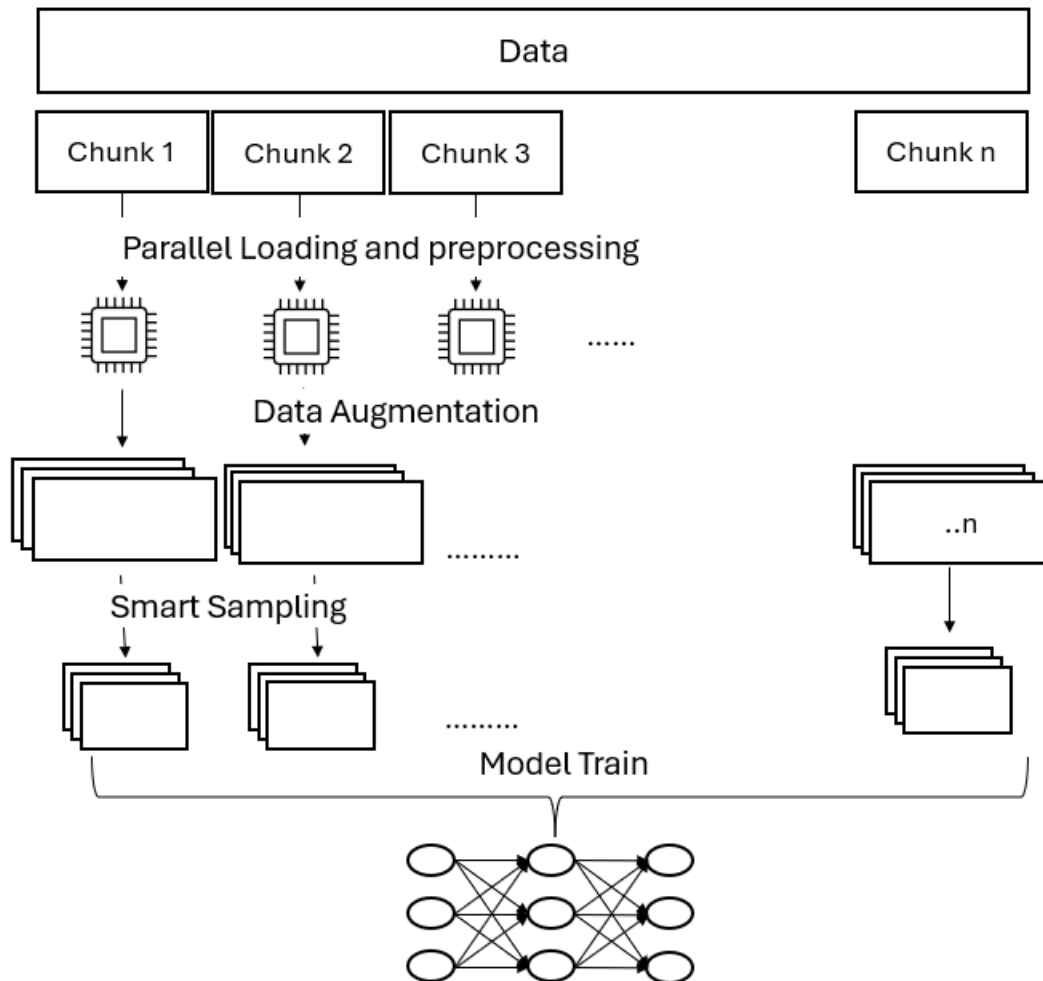 Data
Chunk 1
Chunk 2
Chunk 3
Chunk n
Parallel Loading and preprocessing
......
Data Augmentation
..n
.........
Smart Sampling
.........
Model Train